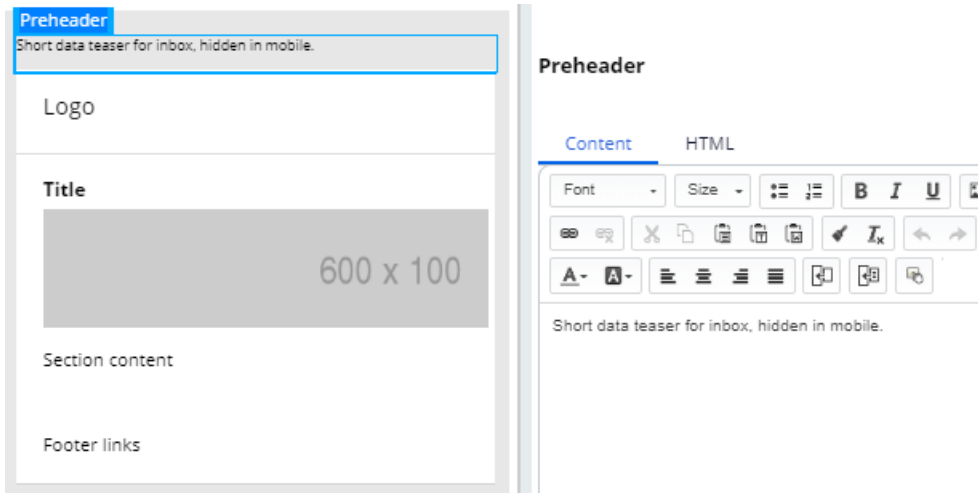 Preheader
Short data teaser for inbox, hidden in mobile.
Logo
Title
600 x 100
Section content
Footer links
Preheader
Content HTML
Font Size B I U
Ix
A A
Short data teaser for inbox, hidden in mobile.